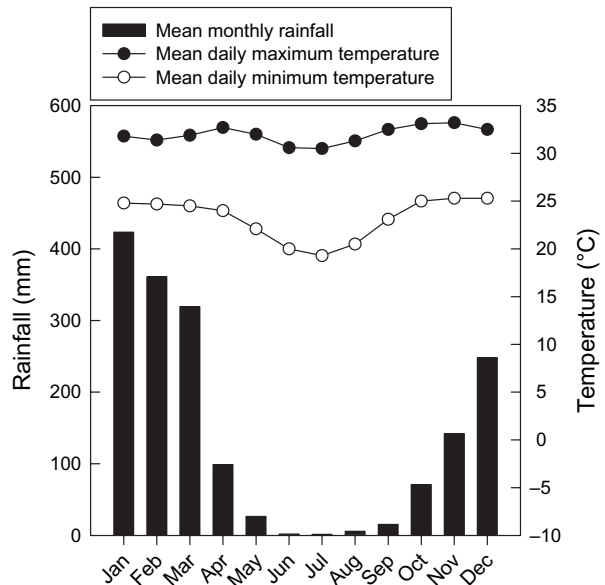 Mean monthly rainfall
Mean daily maximum temperature
Mean daily minimum temperature
600
500
400
300
200
100
0
Rainfall (mm)
35
30
25
20
15
10
5
0
–5
–10
Temperature (°C)
Jan
Feb
Mar
Apr
May
Jun
Jul
Aug
Sep
Oct
Nov
Dec